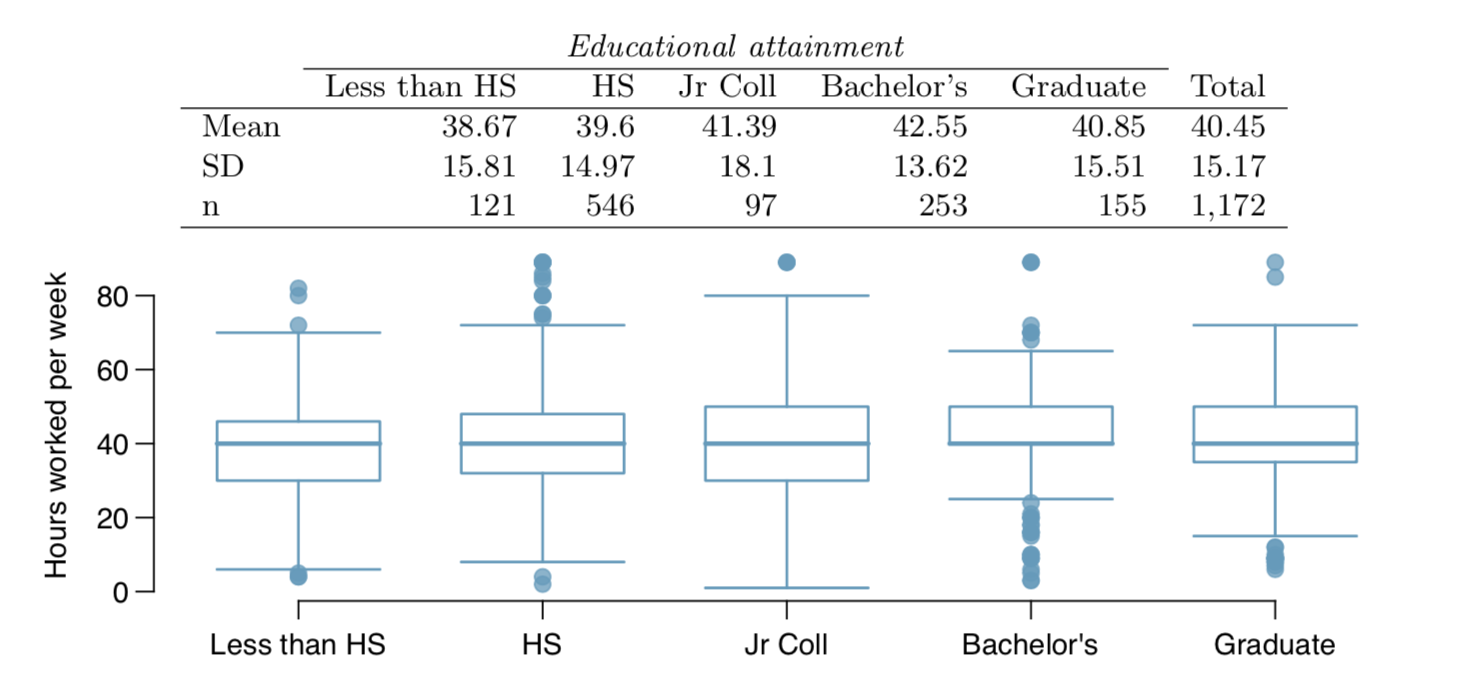 Educational attainment
Less than HS HS Jr Coll Bachelor's Graduate Total
Mean 38.67 39.6 41.39 42.55 40.85 40.45
SD 15.81 14.97 18.1 13.62 15.51 15.17
n 121 546 97 253 155 1,172
Hours worked per week
80
60
40
20
0
Less than HS HS Jr Coll Bachelor's Graduate